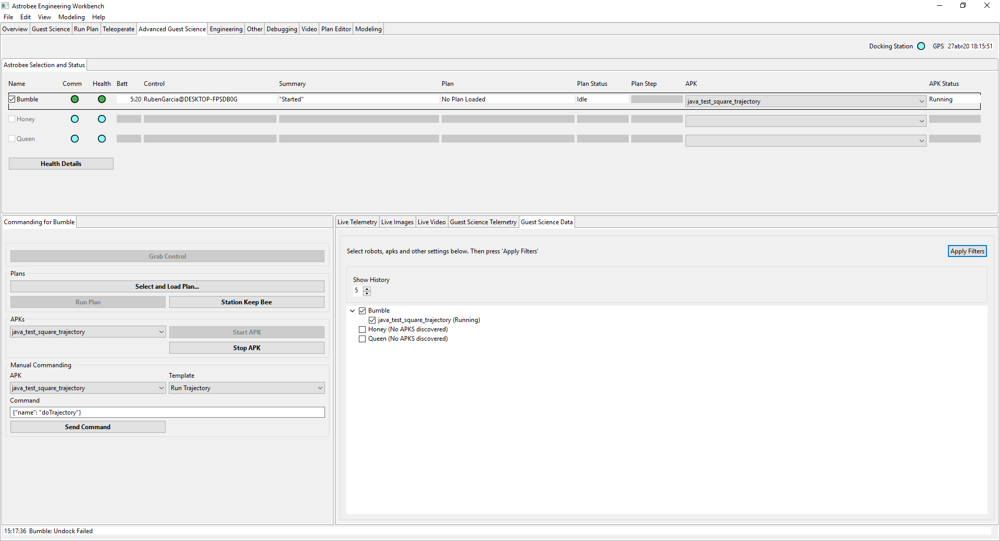 Astrobee Engineering Workbench
File Edit View Modeling Help
Overview Guest Science Run Plan Teleoperate Advanced Guest Science Engineering Other Debugging Video Plan Editor Modeling
Docking Station GPS 27abr20 18:15:51
Astrobee Selection and Status
Name Comm Health Batt Control Summary Plan Plan Status Plan Step APK APK Status
Bumble 5:20 RubenGarcia@DESKTOP-FPSDB0G "Started" No Plan Loaded Idle java_test_square_trajectory Running
Honey
Queen
Health Details
Commanding for Bumble
Grab Control
Plans
Select and Load Plan...
Run Plan Station Keep Bee
APKs
java_test_square_trajectory Start APK
Stop APK
Manual Commanding
APK Template
java_test_square_trajectory Run Trajectory
Command
{"name": "doTrajectory"}
Send Command
Live Telemetry Live Images Live Video Guest Science Telemetry Guest Science Data
Select robots, apks and other settings below. Then press 'Apply Filters' Apply Filters
Show History
5
Bumble
java_test_square_trajectory (Running)
Honey (No APKS discovered)
Queen (No APKS discovered)
15:17:36 Bumble: Undock Failed